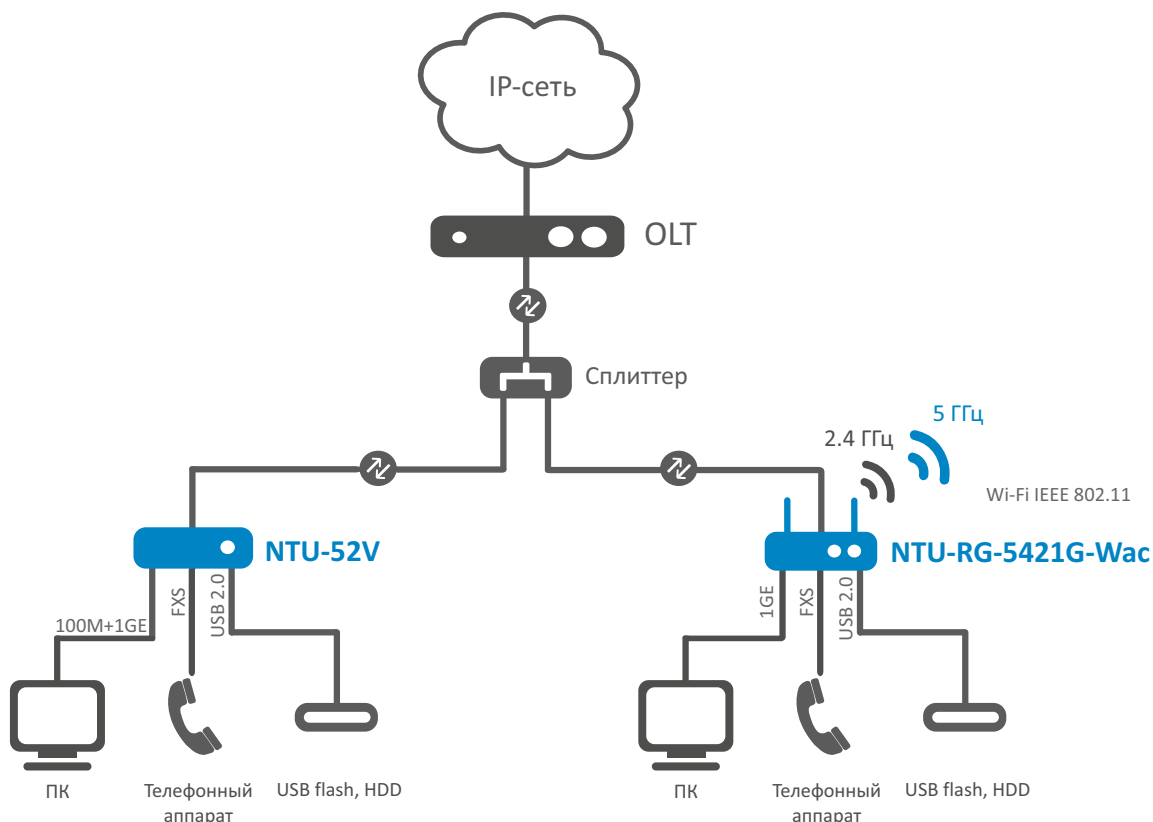 IP-сеть
OLT
Сплиттер
5 ГГц
2.4 ГГц
Wi-Fi IEEE 802.11
NTU-52V
NTU-RG-5421G-Wac
100M+1GE
FXS
USB 2.0
1GE
FXS
USB 2.0
ПК
Телефонный
аппарат
USB flash, HDD
ПК
Телефонный
аппарат
USB flash, HDD